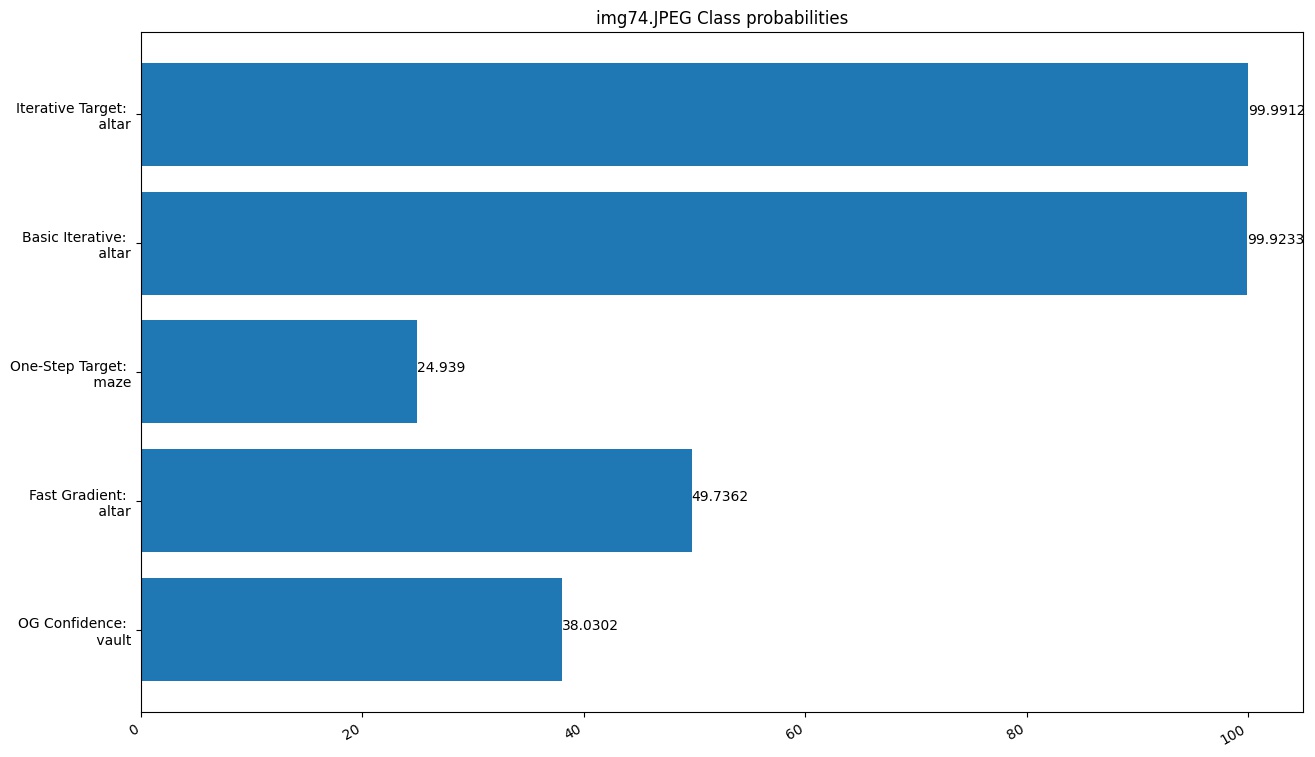 img74.JPEG Class probabilities
Iterative Target:
altar
99.9912
Basic Iterative:
altar
99.9233
One-Step Target:
maze
24.939
Fast Gradient:
altar
49.7362
OG Confidence:
vault
38.0302
0
20
40
60
80
100